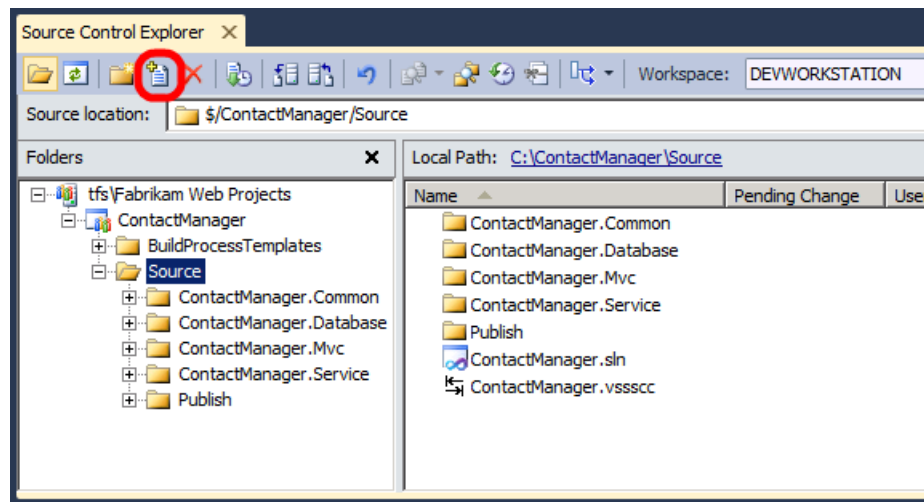 Source Control Explorer
Workspace: DEVWORKSTATION
Source location: $/ContactManager/Source
Folders
Local Path: C:\ContactManager\Source
tfs\Fabrikam Web Projects
ContactManager
BuildProcessTemplates
Source
ContactManager.Common
ContactManager.Database
ContactManager.Mvc
ContactManager.Service
Publish
Name Pending Change Use
ContactManager.Common
ContactManager.Database
ContactManager.Mvc
ContactManager.Service
Publish
ContactManager.sln
ContactManager.vssscc